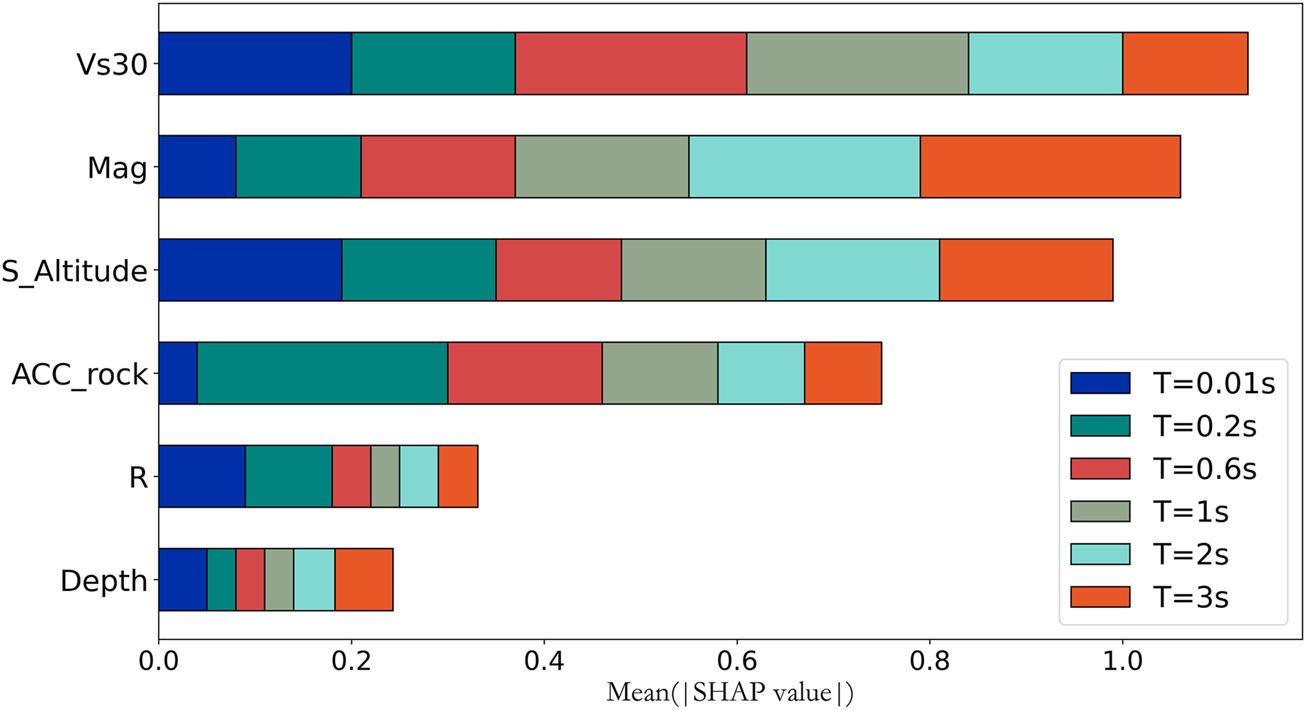 Vs30
Mag
S_Altitude
ACC_rock
R
Depth
T=0.01s
T=0.2s
T=0.6s
T=1s
T=2s
T=3s
0.0 0.2 0.4 0.6 0.8 1.0
Mean(|SHAP value|)